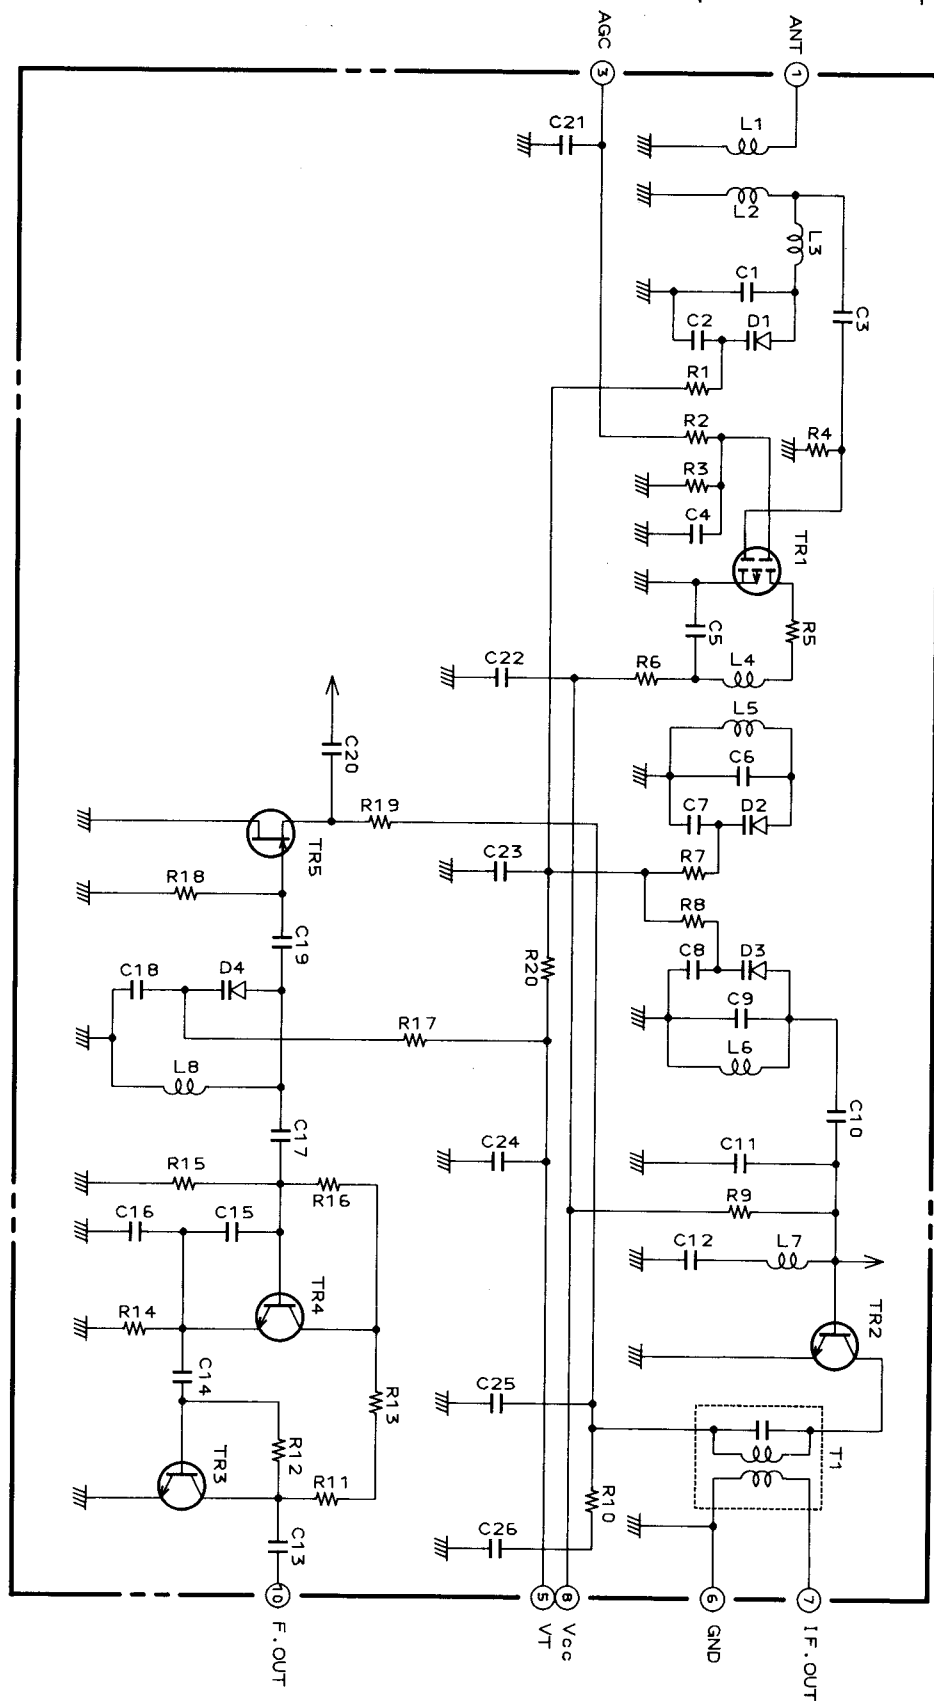 ANT
AGC
1
3
C21
L1
L2
L3
C1
C3
C2
D1
R1
R2
R4
R3
C4
TR1
C5
R5
C22
R6
L4
L5
C20
C6
R19
C7
D2
TR5
C23
R7
R18
R8
C19
R20
C8
D3
C18
D4
C9
R17
L6
C17
C10
C24
C11
R15
R16
R9
C16
C15
C12
L7
TR4
TR2
R14
C14
C25
R13
T1
R12
TR3
R11
R10
C26
C13
10
5
8
6
7
F.OUT
VT
Vcc
GND
IF.OUT